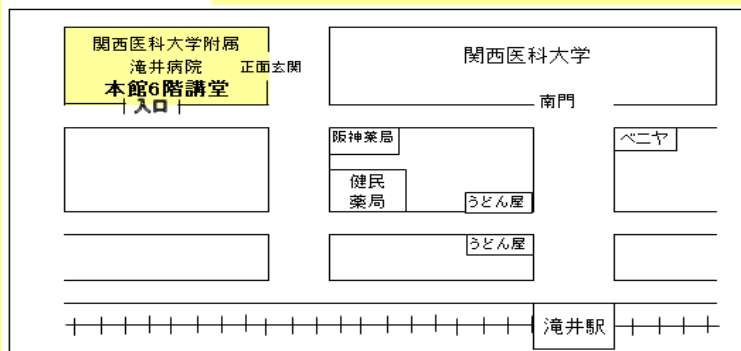 関西医科大学附属
滝井病院
正面玄関
本館6階講堂
入口
関西医科大学
南門
阪神薬局
ベニヤ
健民
薬局
うどん屋
うどん屋
滝井駅